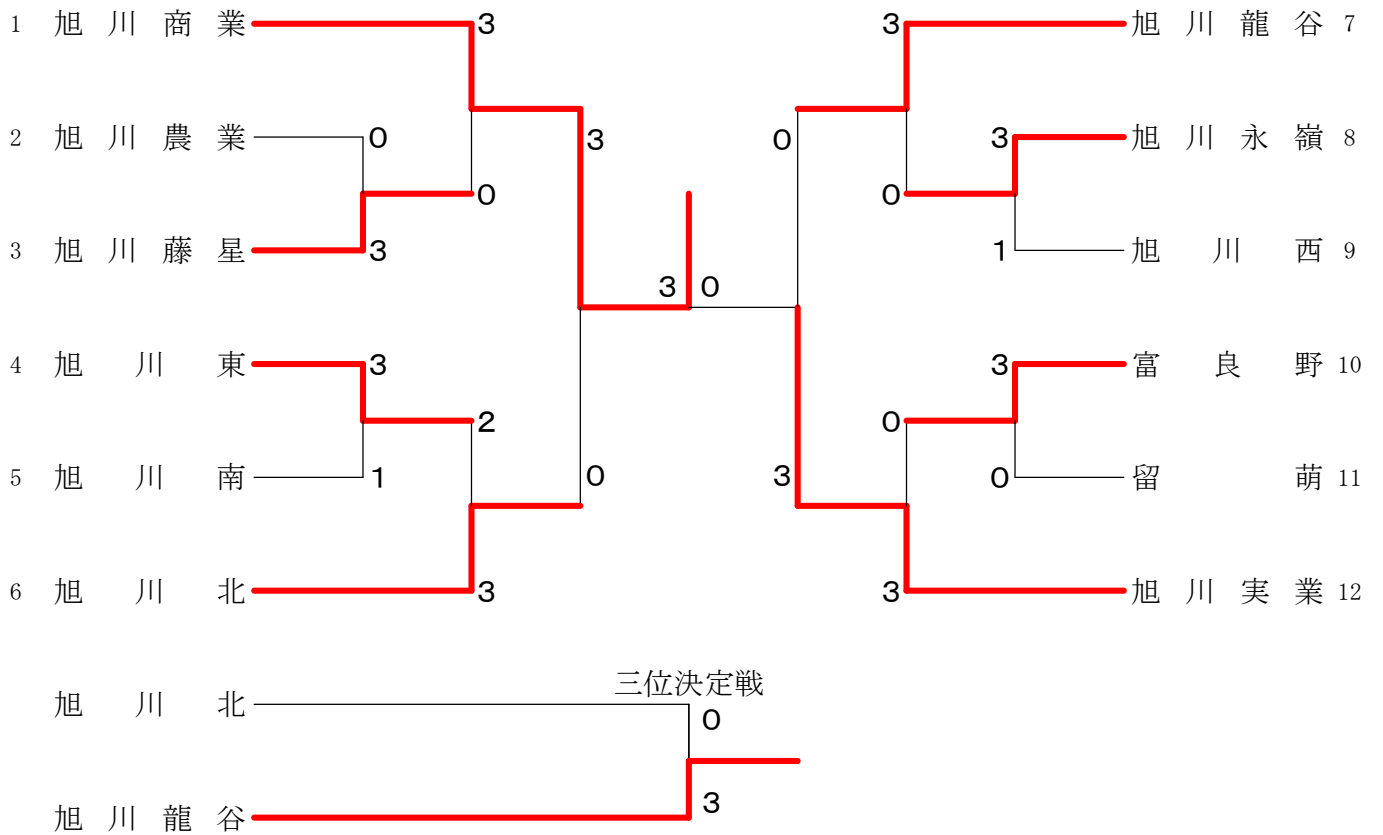 1 旭川商業 3 3 旭川龍谷 7
2 旭川農業 0 3 0 3 旭川永嶺 8
0 0
3 旭川藤星 3 1 旭川西 9
3 0
4 旭川東 3 3 富良野 10
2 0
5 旭川南 1 0 3 0 留萌 11
6 旭川北 3 3 旭川実業 12
三位決定戦
旭川北 0
旭川龍谷 3